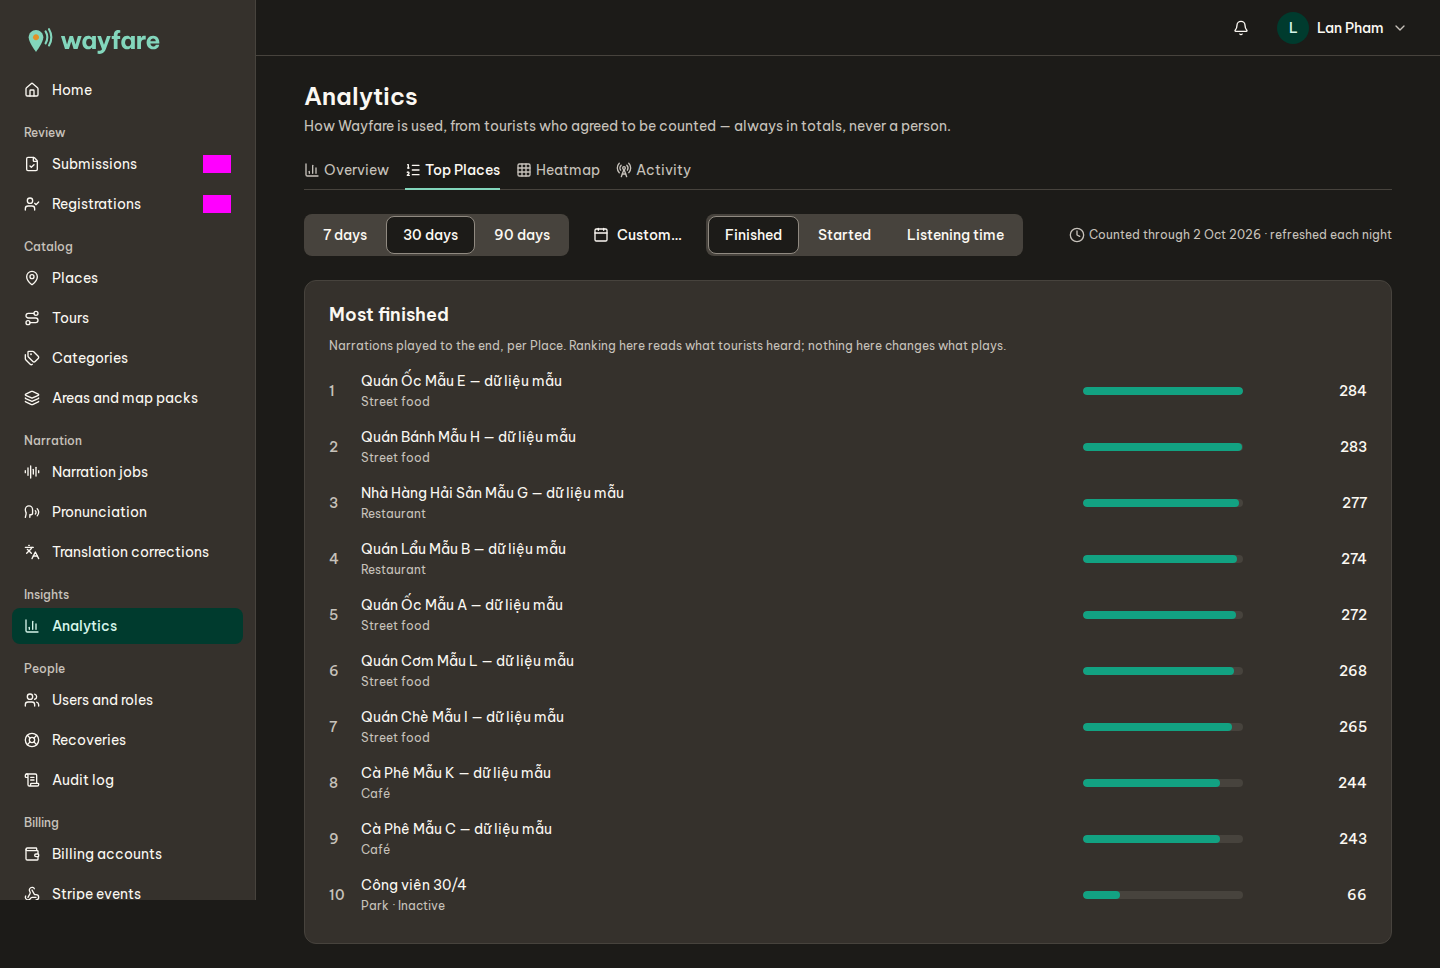 wayfare
Home
Review
Submissions
Registrations
Catalog
Places
Tours
Categories
Areas and map packs
Narration
Narration jobs
Pronunciation
Translation corrections
Insights
Analytics
People
Users and roles
Recoveries
Audit log
Billing
Billing accounts
Stripe events
L Lan Pham
Analytics
How Wayfare is used, from tourists who agreed to be counted — always in totals, never a person.
Overview Top Places Heatmap Activity
7 days 30 days 90 days Custom... Finished Started Listening time Counted through 2 Oct 2026 · refreshed each night
Most finished
Narrations played to the end, per Place. Ranking here reads what tourists heard; nothing here changes what plays.
1 Quán Ốc Mẫu E — dữ liệu mẫu 284
Street food
2 Quán Bánh Mẫu H — dữ liệu mẫu 283
Street food
3 Nhà Hàng Hải Sản Mẫu G — dữ liệu mẫu 277
Restaurant
4 Quán Lẩu Mẫu B — dữ liệu mẫu 274
Restaurant
5 Quán Ốc Mẫu A — dữ liệu mẫu 272
Street food
6 Quán Cơm Mẫu L — dữ liệu mẫu 268
Street food
7 Quán Chè Mẫu I — dữ liệu mẫu 265
Street food
8 Cà Phê Mẫu K — dữ liệu mẫu 244
Café
9 Cà Phê Mẫu C — dữ liệu mẫu 243
Café
10 Công viên 30/4 66
Park · Inactive